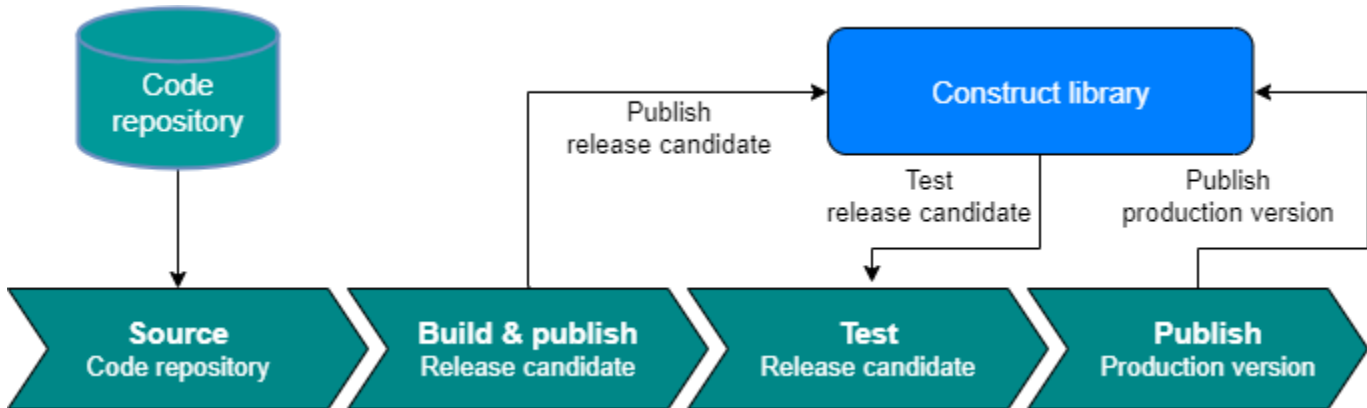 Code
repository
Construct library
Publish
release candidate
Test
release candidate
Publish
production version
Source
Code repository
Build & publish
Release candidate
Test
Release candidate
Publish
Production version